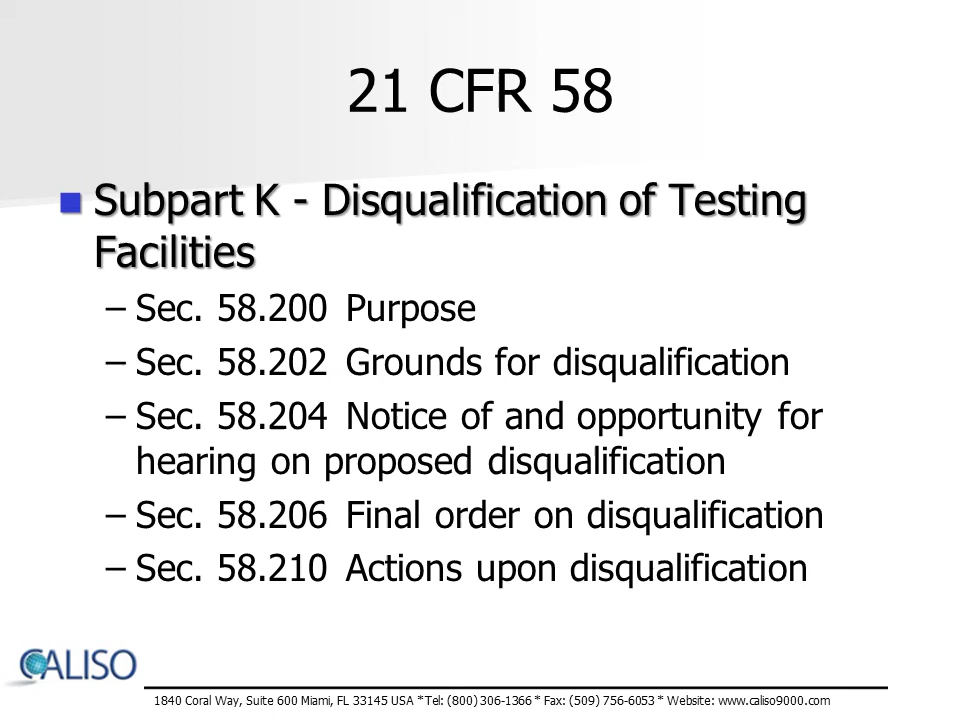 21 CFR 58
Subpart K - Disqualification of Testing
Facilities
– Sec. 58.200 Purpose
– Sec. 58.202 Grounds for disqualification
– Sec. 58.204 Notice of and opportunity for
hearing on proposed disqualification
– Sec. 58.206 Final order on disqualification
– Sec. 58.210 Actions upon disqualification
CALISO
1840 Coral Way, Suite 600 Miami, FL 33145 USA *Tel: (800) 306-1366 * Fax: (509) 756-6053 * Website: www.caliso9000.com